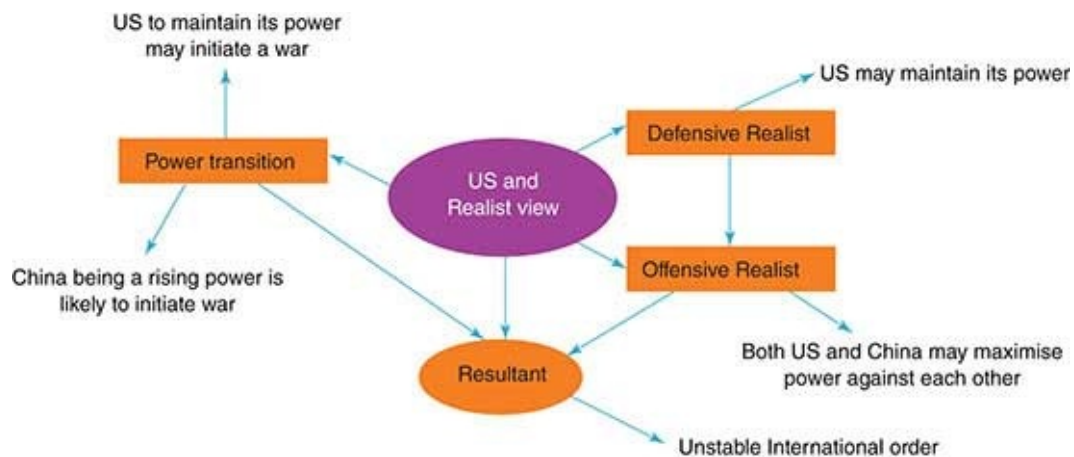 US to maintain its power
may initiate a war
US may maintain its power
Defensive Realist
Power transition
US and
Realist view
Offensive Realist
China being a rising power is
likely to initiate war
Both US and China may maximise
power against each other
Resultant
Unstable International order